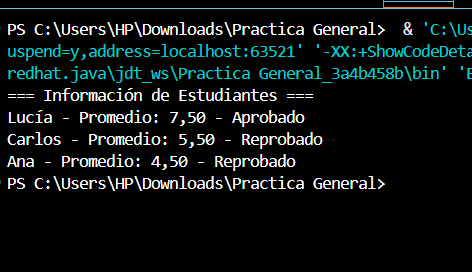 PS C:\Users\HP\Downloads\Practica General>  & 'C:\Us
uspend=y,address=localhost:63521' '-XX:+ShowCodeDeta
redhat.java\jdt_ws\Practica General_3a4b458b\bin' 'E
=== Información de Estudiantes ===
Lucía - Promedio: 7,50 - Aprobado
Carlos - Promedio: 5,50 - Reprobado
Ana - Promedio: 4,50 - Reprobado
PS C:\Users\HP\Downloads\Practica General>